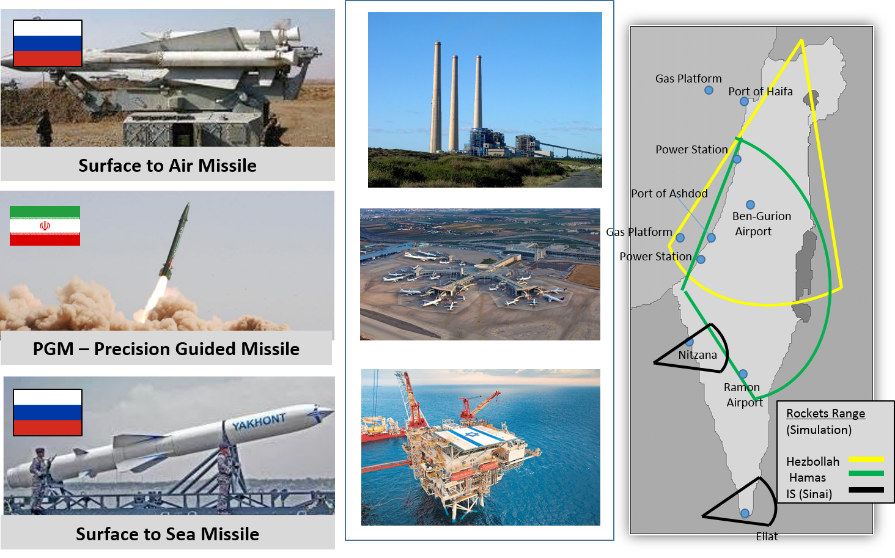 Surface to Air Missile
PGM – Precision Guided Missile
YAKHONT
Surface to Sea Missile
Gas Platform
Port of Haifa
Power Station
Port of Ashdod
Ben-Gurion
Airport
Gas Platform
Power Station
Nitzana
Ramon
Airport
Rockets Range
(Simulation)
Hezbollah
Hamas
IS (Sinai)
Eilat